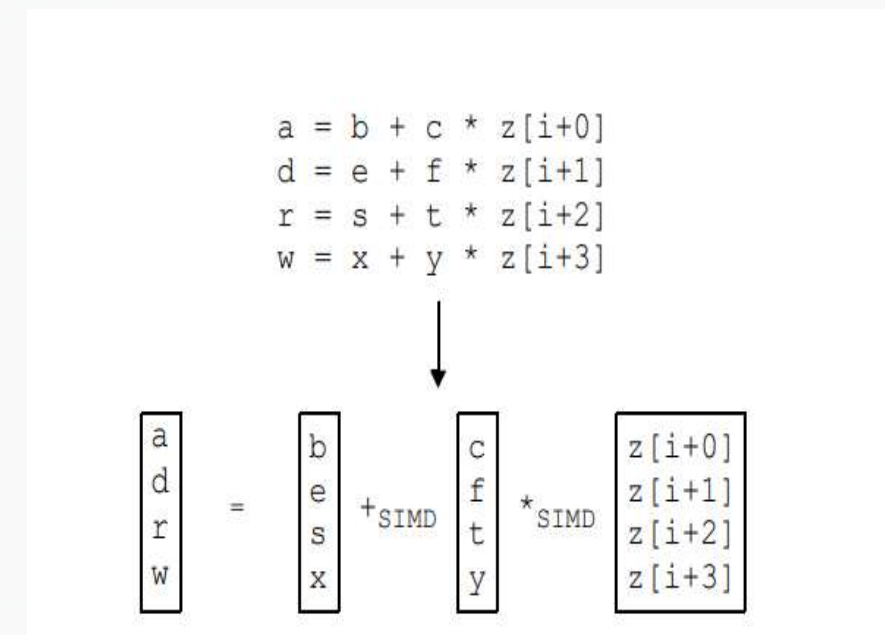 a = b + c * z[i+0]
d = e + f * z[i+1]
r = s + t * z[i+2]
w = x + y * z[i+3]
a b c z[i+0]
d e f z[i+1]
= +SIMD *SIMD
r s t z[i+2]
w x y z[i+3]